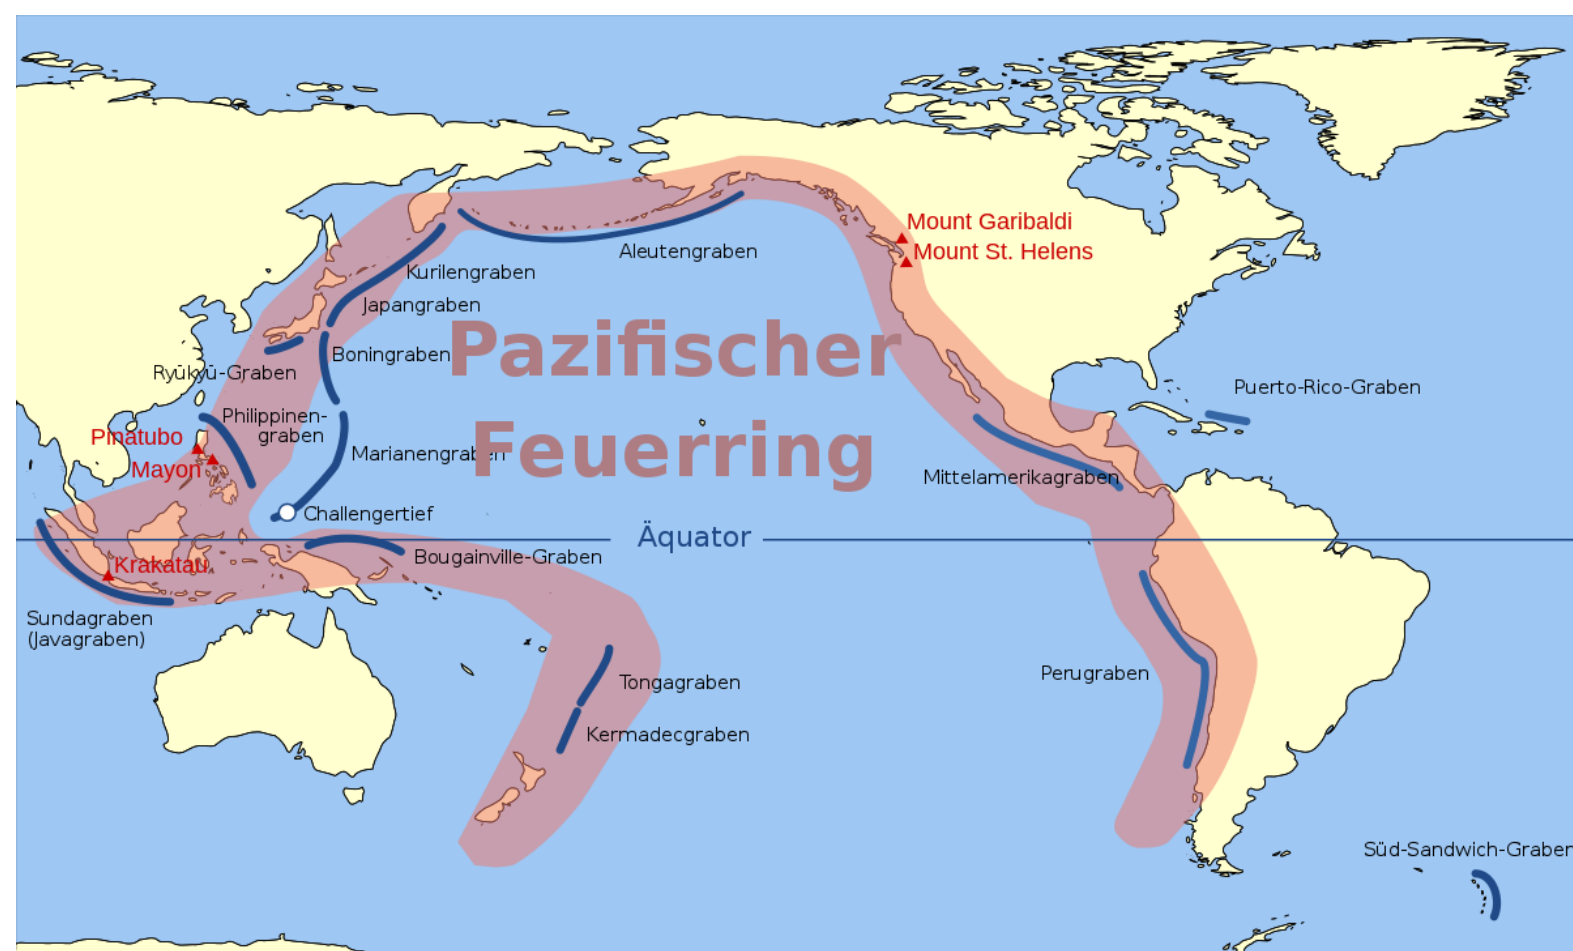 Mount Garibaldi
Mount St. Helens
Aleutengraben
Kurilengraben
Japangraben
Pazifischer
Feuerring
Boningraben
Ryūkyū-Graben
Puerto-Rico-Graben
Philippinen-
graben
Pinatubo
Mayon
Marianengraben
Mittelamerikagraben
Challengertief
Äquator
Bougainville-Graben
Krakatau
Sundagraben
(Javagraben)
Perugraben
Tongagraben
Kermadecgraben
Süd-Sandwich-Graben